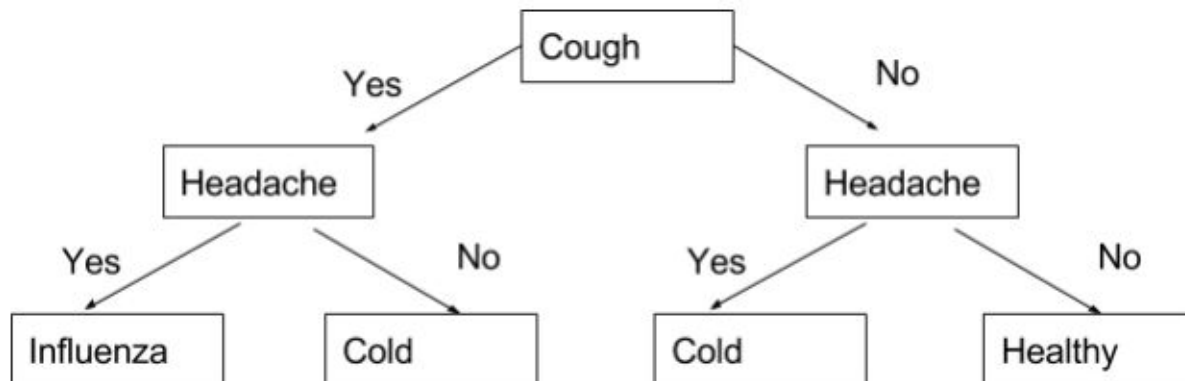 Cough
Yes
No
Headache
Headache
Yes
No
Yes
No
Influenza
Cold
Cold
Healthy